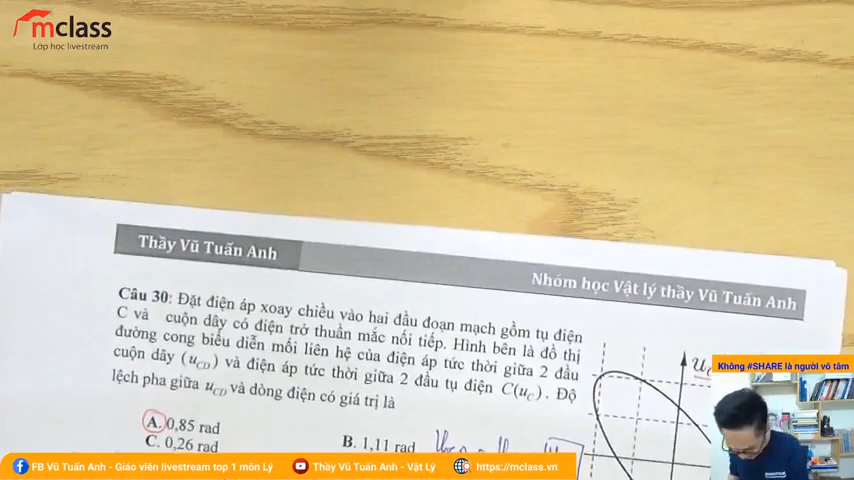 mclass
Lớp học livestream
Thầy Vũ Tuấn Anh
Nhóm học Vật lý thầy Vũ Tuấn Anh
Câu 30: Đặt điện áp xoay chiều vào hai đầu đoạn mạch gồm tụ điện
C và cuộn dây có điện trở thuần mắc nối tiếp. Hình bên là đồ thị
đường cong biểu diễn mối liên hệ của điện áp tức thời giữa 2 đầu
cuộn dây (u_CD) và điện áp tức thời giữa 2 đầu tụ điện C(u_C). Độ
lệch pha giữa u_CD và dòng điện có giá trị là
A. 0,85 rad
B. 1,11 rad
C. 0,26 rad
Không #SHARE là người vô tâm
FB Vũ Tuấn Anh - Giáo viên livestream top 1 môn Lý
Thầy Vũ Tuấn Anh - Vật Lý
https://mclass.vn